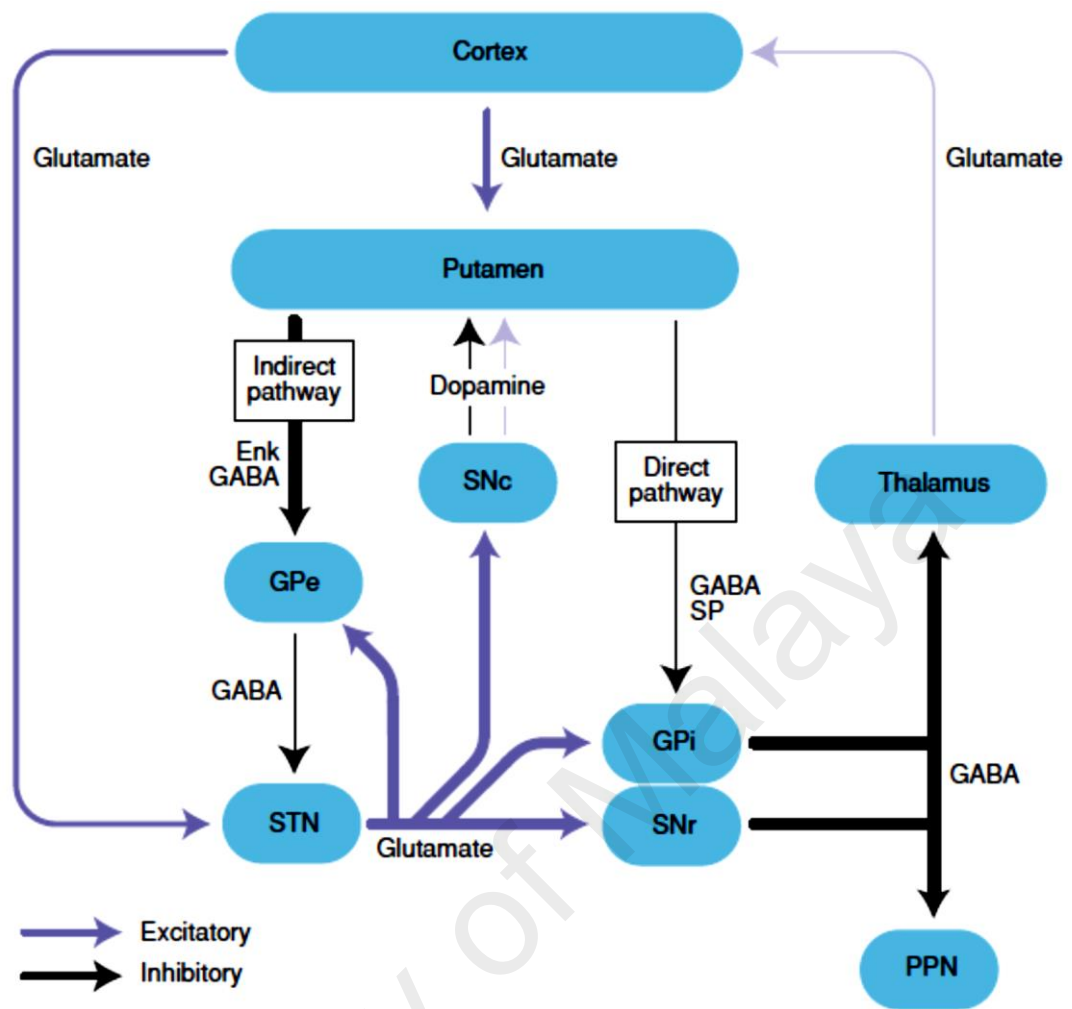 Cortex
Glutamate
Glutamate
Glutamate
Putamen
Indirect
pathway
Dopamine
Enk
GABA
SNc
Direct
pathway
Thalamus
GPe
GABA
SP
GABA
GPi
GABA
STN
SNr
Glutamate
Excitatory
Inhibitory
PPN
y of Malaya